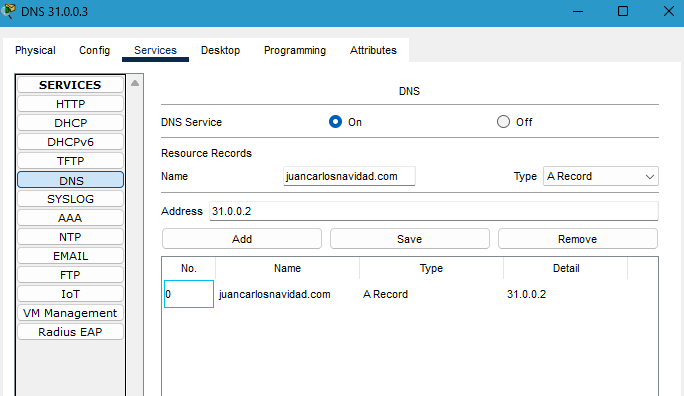 DNS 31.0.0.3
Physical Config Services Desktop Programming Attributes
SERVICES
HTTP
DHCP
DHCPv6
TFTP
DNS
SYSLOG
AAA
NTP
EMAIL
FTP
IoT
VM Management
Radius EAP
DNS
DNS Service On Off
Resource Records
Name juancarlosnavidad.com Type A Record
Address 31.0.0.2
Add Save Remove
No. Name Type Detail
0 juancarlosnavidad.com A Record 31.0.0.2